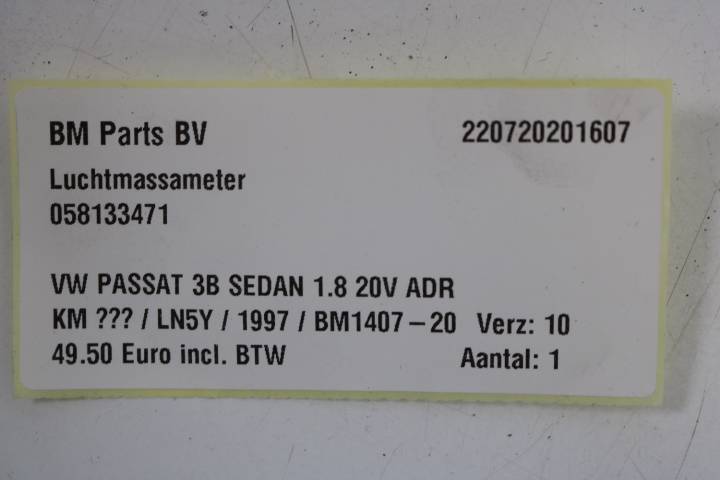 BM Parts BV 220720201607
Luchtmassameter
058133471
VW PASSAT 3B SEDAN 1.8 20V ADR
KM ??? / LN5Y / 1997 / BM1407-20 Verz: 10
49.50 Euro incl. BTW Aantal: 1